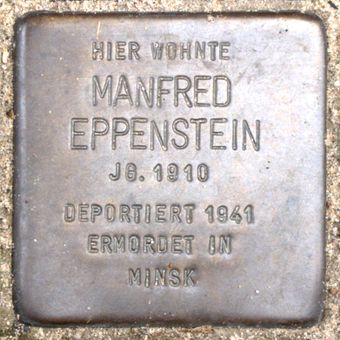 HIER WOHNTE
MANFRED
EPPENSTEIN
JG. 1910
DEPORTIERT 1941
ERMORDET IN
MINSK